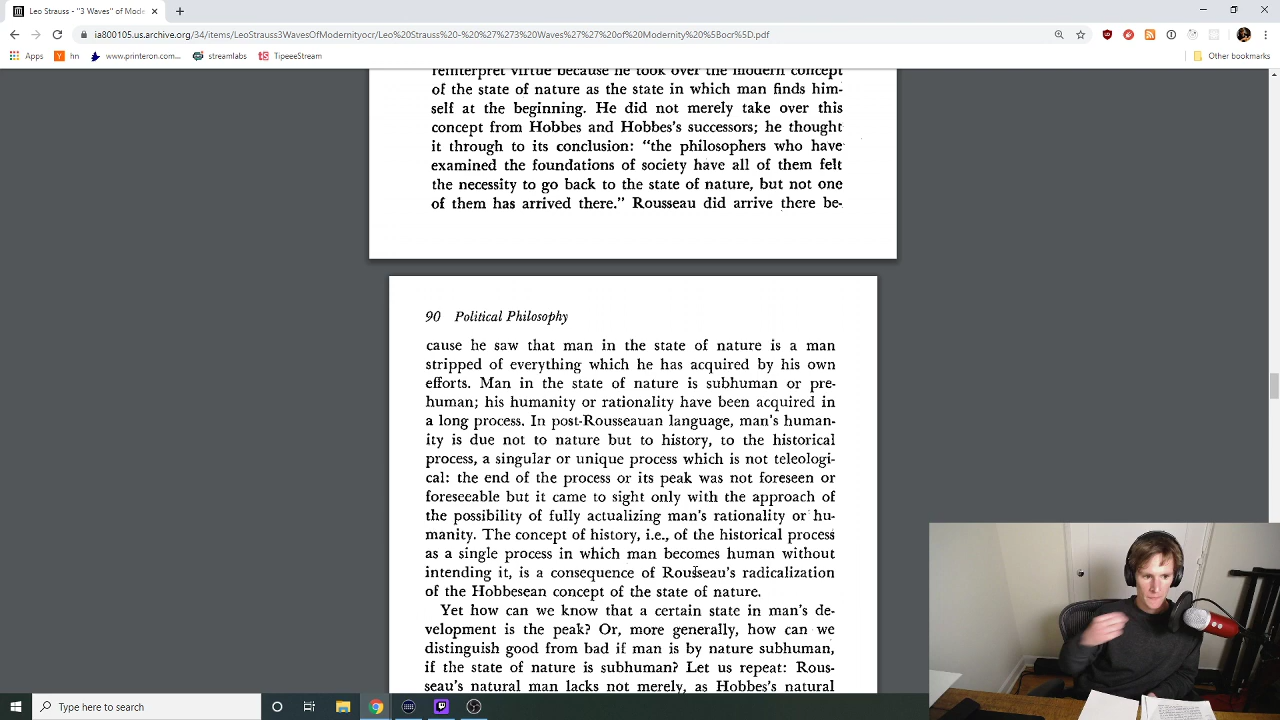 Leo Strauss - "3 Waves" of Mode
ia800105.us.archive.org/34/items/LeoStrauss3WavesOfModernityocr/Leo%20Strauss%20-%20%27%273%20Waves%27%27%20of%20Modernity%20%5Bocr%5D.pdf
Apps hn www.printeron.com... streamlabs TipeeeStream Other bookmarks
reinterpret virtue because he took over the modern concept
of the state of nature as the state in which man finds him-
self at the beginning. He did not merely take over this
concept from Hobbes and Hobbes's successors; he thought
it through to its conclusion: "the philosophers who have
examined the foundations of society have all of them felt
the necessity to go back to the state of nature, but not one
of them has arrived there." Rousseau did arrive there be-
90 Political Philosophy
cause he saw that man in the state of nature is a man
stripped of everything which he has acquired by his own
efforts. Man in the state of nature is subhuman or pre-
human; his humanity or rationality have been acquired in
a long process. In post-Rousseauan language, man's human-
ity is due not to nature but to history, to the historical
process, a singular or unique process which is not teleologi-
cal: the end of the process or its peak was not foreseen or
foreseeable but it came to sight only with the approach of
the possibility of fully actualizing man's rationality or hu-
manity. The concept of history, i.e., of the historical process
as a single process in which man becomes human without
intending it, is a consequence of Rousseau's radicalization
of the Hobbesean concept of the state of nature.
Yet how can we know that a certain state in man's de-
velopment is the peak? Or, more generally, how can we
distinguish good from bad if man is by nature subhuman,
if the state of nature is subhuman? Let us repeat: Rous-
seau's natural man lacks not merely, as Hobbes's natural
Type here to search